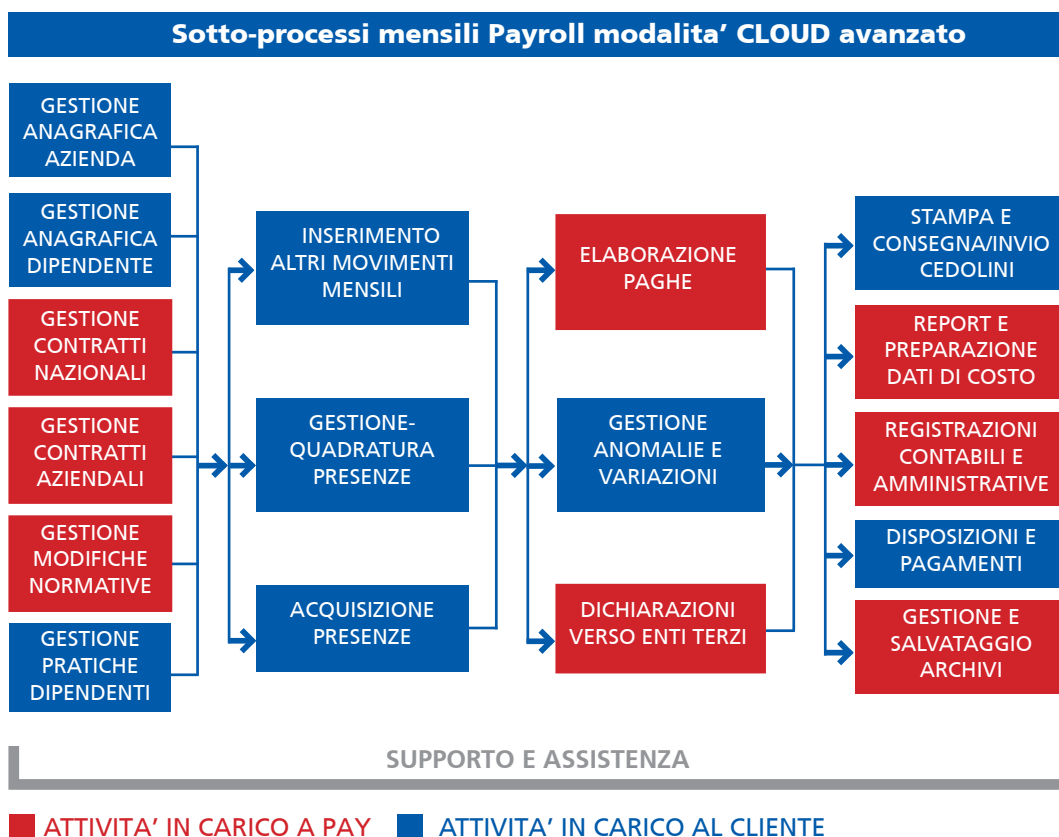 Sotto-processi mensili Payroll modalita’ CLOUD avanzato
GESTIONE
ANAGRAFICA
AZIENDA
GESTIONE
ANAGRAFICA
DIPENDENTE
GESTIONE
CONTRATTI
NAZIONALI
GESTIONE
CONTRATTI
AZIENDALI
GESTIONE
MODIFICHE
NORMATIVE
GESTIONE
PRATICHE
DIPENDENTI
INSERIMENTO
ALTRI MOVIMENTI
MENSILI
GESTIONE-
QUADRATURA
PRESENZE
ACQUISIZIONE
PRESENZE
ELABORAZIONE
PAGHE
GESTIONE
ANOMALIE E
VARIAZIONI
DICHIARAZIONI
VERSO ENTI TERZI
STAMPA E
CONSEGNA/INVIO
CEDOLINI
REPORT E
PREPARAZIONE
DATI DI COSTO
REGISTRAZIONI
CONTABILI E
AMMINISTRATIVE
DISPOSIZIONI E
PAGAMENTI
GESTIONE E
SALVATAGGIO
ARCHIVI
SUPPORTO E ASSISTENZA
ATTIVITA’ IN CARICO A PAY
ATTIVITA’ IN CARICO AL CLIENTE